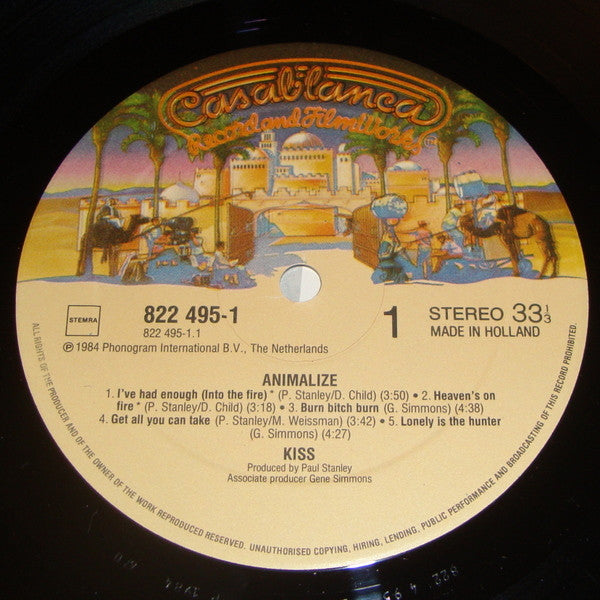 Casablanca
Record and FilmWorks
STEMRA
822 495-1
822 495-1.1
℗ 1984 Phonogram International B.V., The Netherlands
1
STEREO 33 1/3
MADE IN HOLLAND
ANIMALIZE
1. I've had enough (Into the fire) * (P. Stanley/D. Child) (3:50) • 2. Heaven's on
fire * (P. Stanley/D. Child) (3:18) • 3. Burn bitch burn (G. Simmons) (4:38)
4. Get all you can take (P. Stanley/M. Weissman) (3:42) • 5. Lonely is the hunter
(G. Simmons) (4:27)
KISS
Produced by Paul Stanley
Associate producer Gene Simmons
ALL RIGHTS OF THE PRODUCER AND OF THE OWNER OF THE WORK REPRODUCED RESERVED. UNAUTHORISED COPYING, HIRING, LENDING, PUBLIC PERFORMANCE AND BROADCASTING OF THIS RECORD PROHIBITED.
822 495